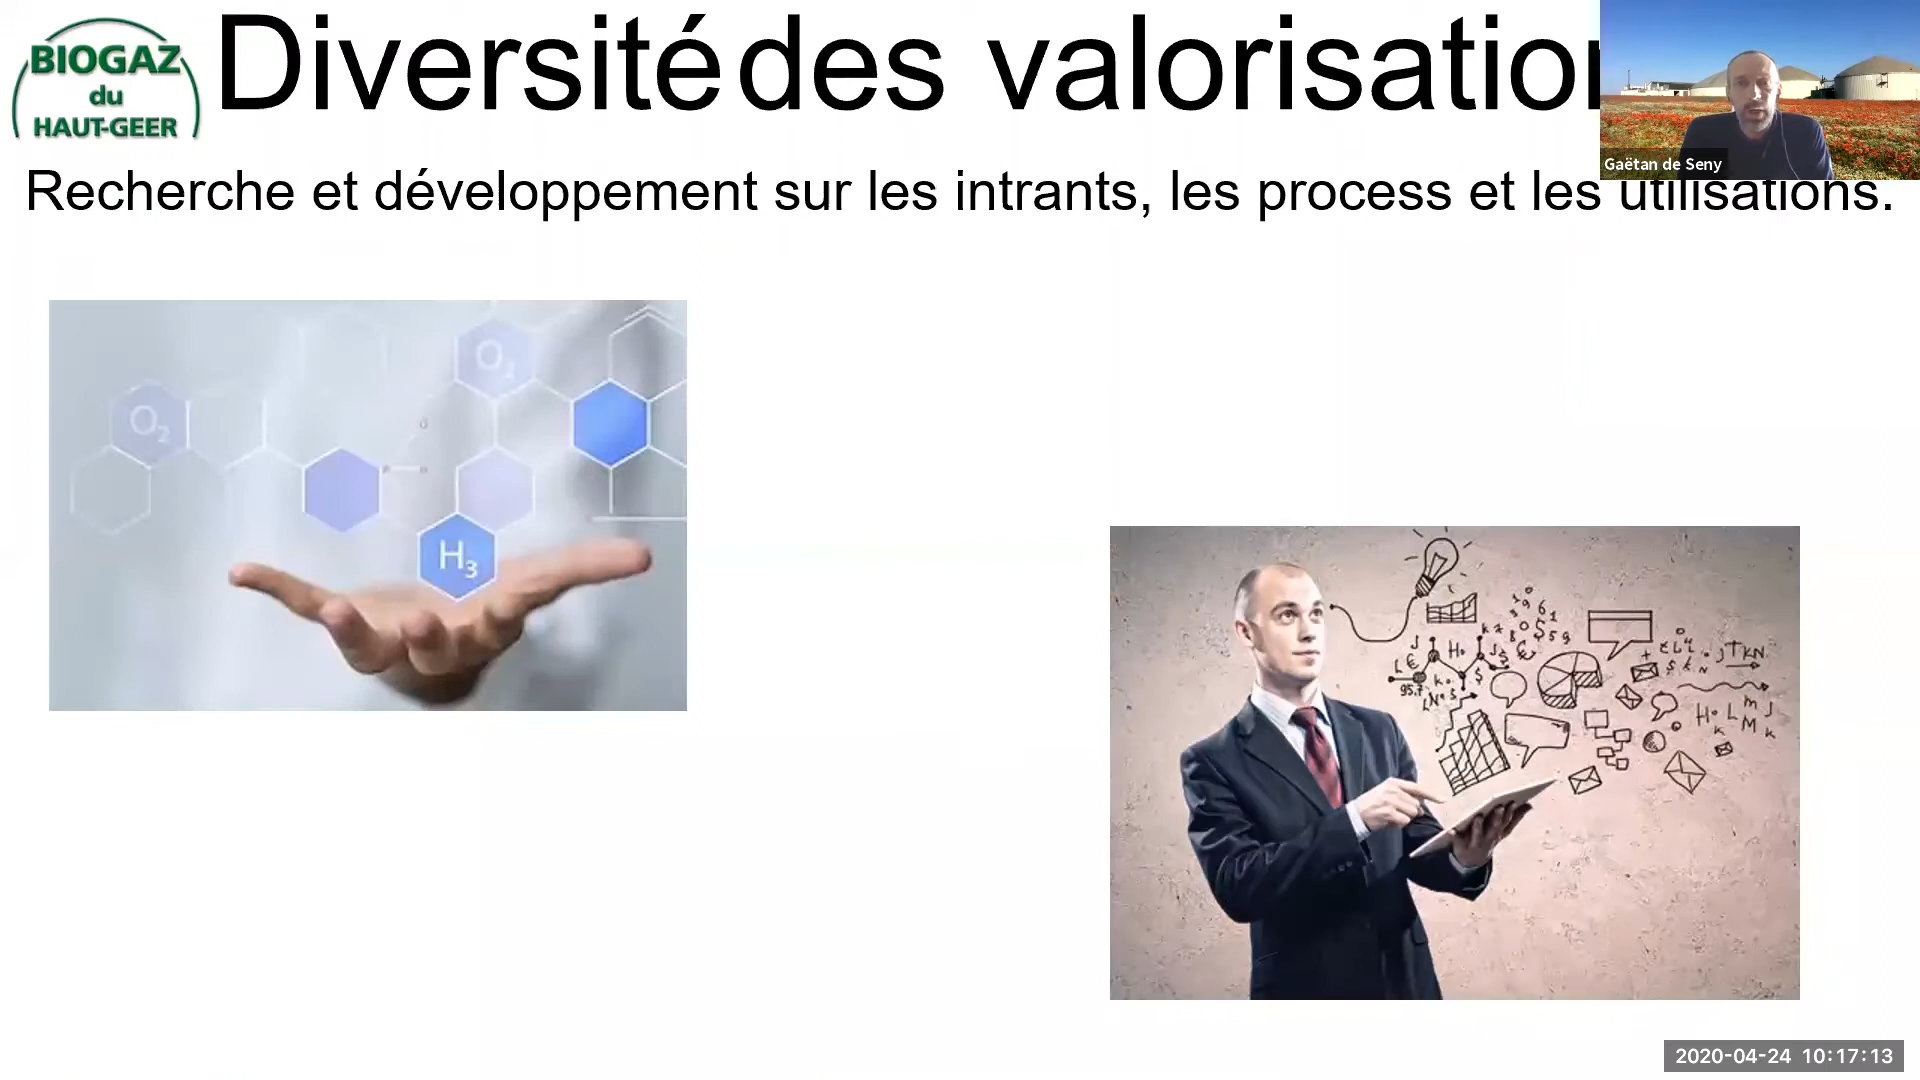 BIOGAZ
du
HAUT-GEER
Diversité des valorisation
Gaëtan de Seny
Recherche et développement sur les intrants, les process et les utilisations.
O2
O2
H3
2020-04-24 10:17:13